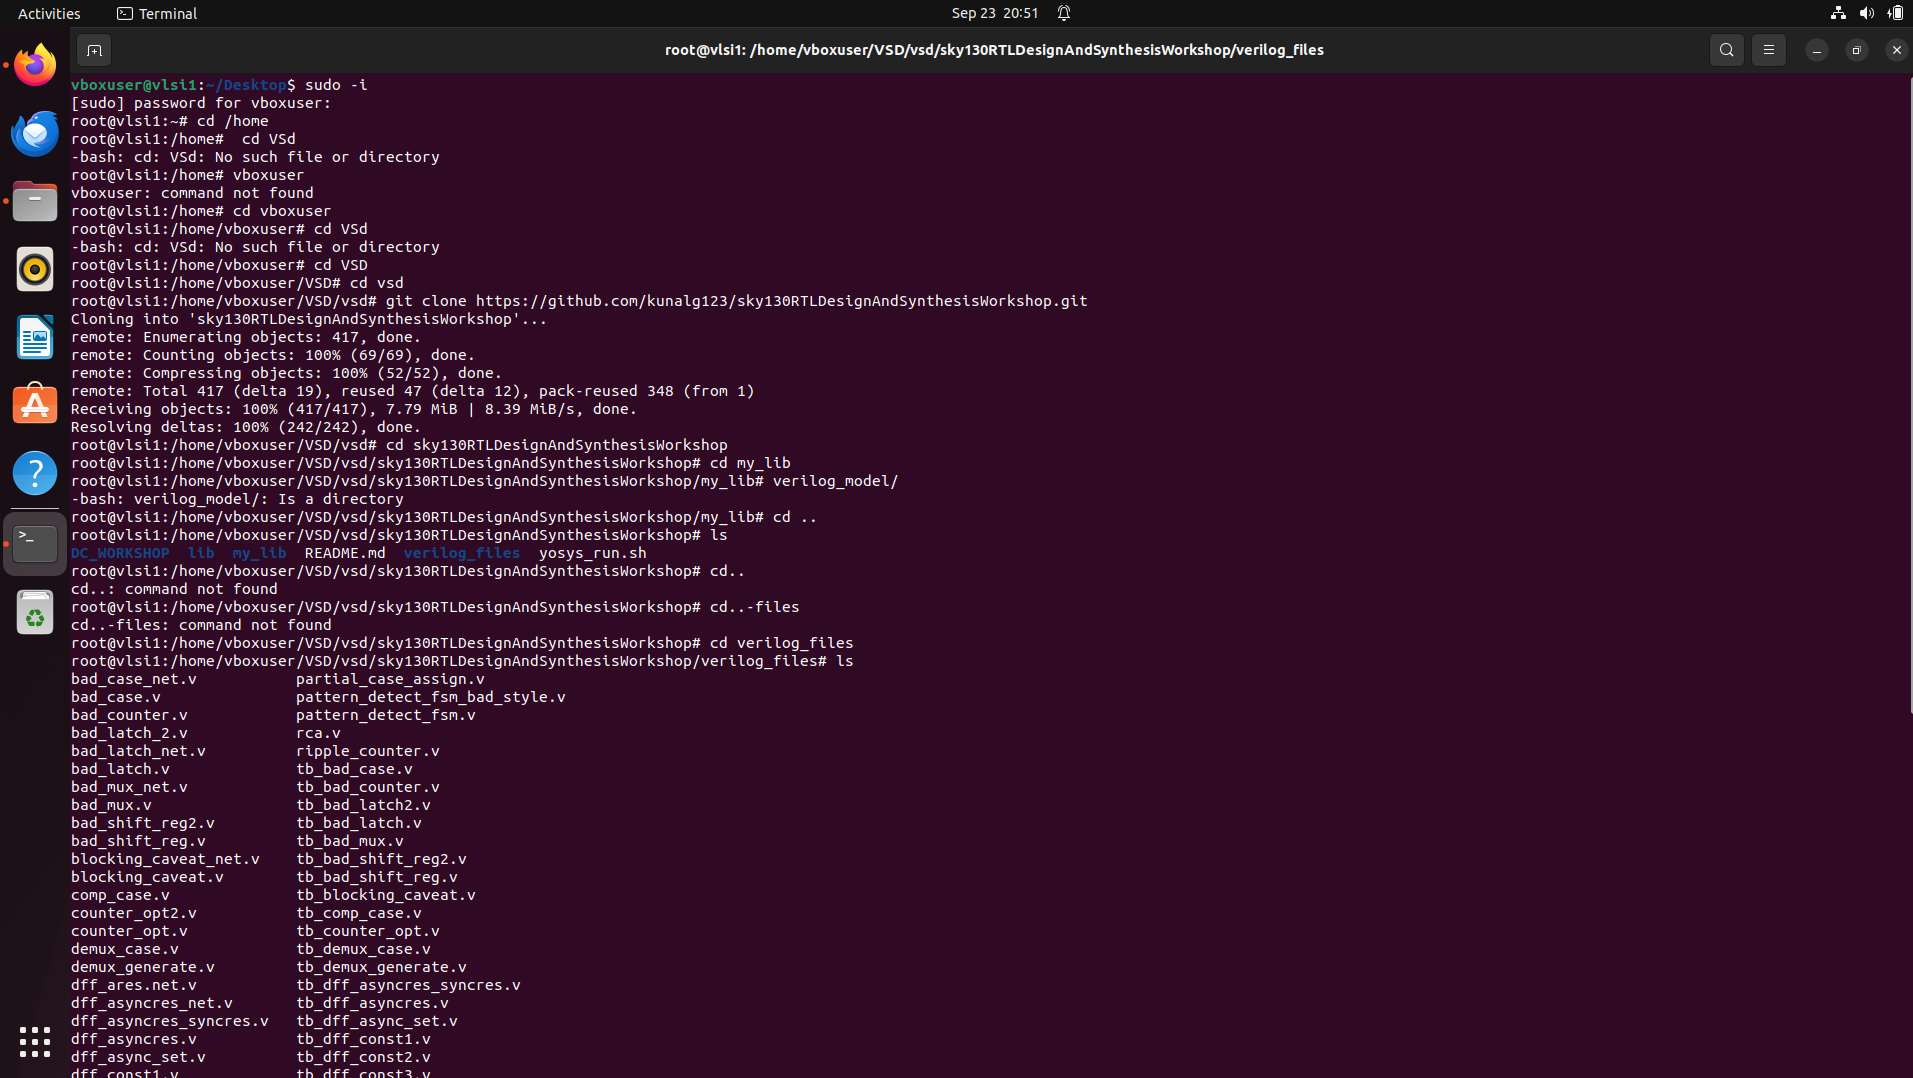 Activities Terminal Sep 23 20:51
root@vlsi1: /home/vboxuser/VSD/vsd/sky130RTLDesignAndSynthesisWorkshop/verilog_files
vboxuser@vlsi1:~/Desktop$ sudo -i
[sudo] password for vboxuser:
root@vlsi1:~# cd /home
root@vlsi1:/home#  cd VSd
-bash: cd: VSd: No such file or directory
root@vlsi1:/home# vboxuser
vboxuser: command not found
root@vlsi1:/home# cd vboxuser
root@vlsi1:/home/vboxuser# cd VSd
-bash: cd: VSd: No such file or directory
root@vlsi1:/home/vboxuser# cd VSD
root@vlsi1:/home/vboxuser/VSD# cd vsd
root@vlsi1:/home/vboxuser/VSD/vsd# git clone https://github.com/kunalg123/sky130RTLDesignAndSynthesisWorkshop.git
Cloning into 'sky130RTLDesignAndSynthesisWorkshop'...
remote: Enumerating objects: 417, done.
remote: Counting objects: 100% (69/69), done.
remote: Compressing objects: 100% (52/52), done.
remote: Total 417 (delta 19), reused 47 (delta 12), pack-reused 348 (from 1)
Receiving objects: 100% (417/417), 7.79 MiB | 8.39 MiB/s, done.
Resolving deltas: 100% (242/242), done.
root@vlsi1:/home/vboxuser/VSD/vsd# cd sky130RTLDesignAndSynthesisWorkshop
root@vlsi1:/home/vboxuser/VSD/vsd/sky130RTLDesignAndSynthesisWorkshop# cd my_lib
root@vlsi1:/home/vboxuser/VSD/vsd/sky130RTLDesignAndSynthesisWorkshop/my_lib# verilog_model/
-bash: verilog_model/: Is a directory
root@vlsi1:/home/vboxuser/VSD/vsd/sky130RTLDesignAndSynthesisWorkshop/my_lib# cd ..
root@vlsi1:/home/vboxuser/VSD/vsd/sky130RTLDesignAndSynthesisWorkshop# ls
DC_WORKSHOP  lib  my_lib  README.md  verilog_files  yosys_run.sh
root@vlsi1:/home/vboxuser/VSD/vsd/sky130RTLDesignAndSynthesisWorkshop# cd..
cd..: command not found
root@vlsi1:/home/vboxuser/VSD/vsd/sky130RTLDesignAndSynthesisWorkshop# cd..-files
cd..-files: command not found
root@vlsi1:/home/vboxuser/VSD/vsd/sky130RTLDesignAndSynthesisWorkshop# cd verilog_files
root@vlsi1:/home/vboxuser/VSD/vsd/sky130RTLDesignAndSynthesisWorkshop/verilog_files# ls
bad_case_net.v           partial_case_assign.v
bad_case.v               pattern_detect_fsm_bad_style.v
bad_counter.v            pattern_detect_fsm.v
bad_latch_2.v            rca.v
bad_latch_net.v          ripple_counter.v
bad_latch.v              tb_bad_case.v
bad_mux_net.v            tb_bad_counter.v
bad_mux.v                tb_bad_latch2.v
bad_shift_reg2.v         tb_bad_latch.v
bad_shift_reg.v          tb_bad_mux.v
blocking_caveat_net.v    tb_bad_shift_reg2.v
blocking_caveat.v        tb_bad_shift_reg.v
comp_case.v              tb_blocking_caveat.v
counter_opt2.v           tb_comp_case.v
counter_opt.v            tb_counter_opt.v
demux_case.v             tb_demux_case.v
demux_generate.v         tb_demux_generate.v
dff_ares.net.v           tb_dff_asyncres_syncres.v
dff_asyncres_net.v       tb_dff_asyncres.v
dff_asyncres_syncres.v   tb_dff_async_set.v
dff_asyncres.v           tb_dff_const1.v
dff_async_set.v          tb_dff_const2.v
dff_const1.v             tb_dff_const3.v